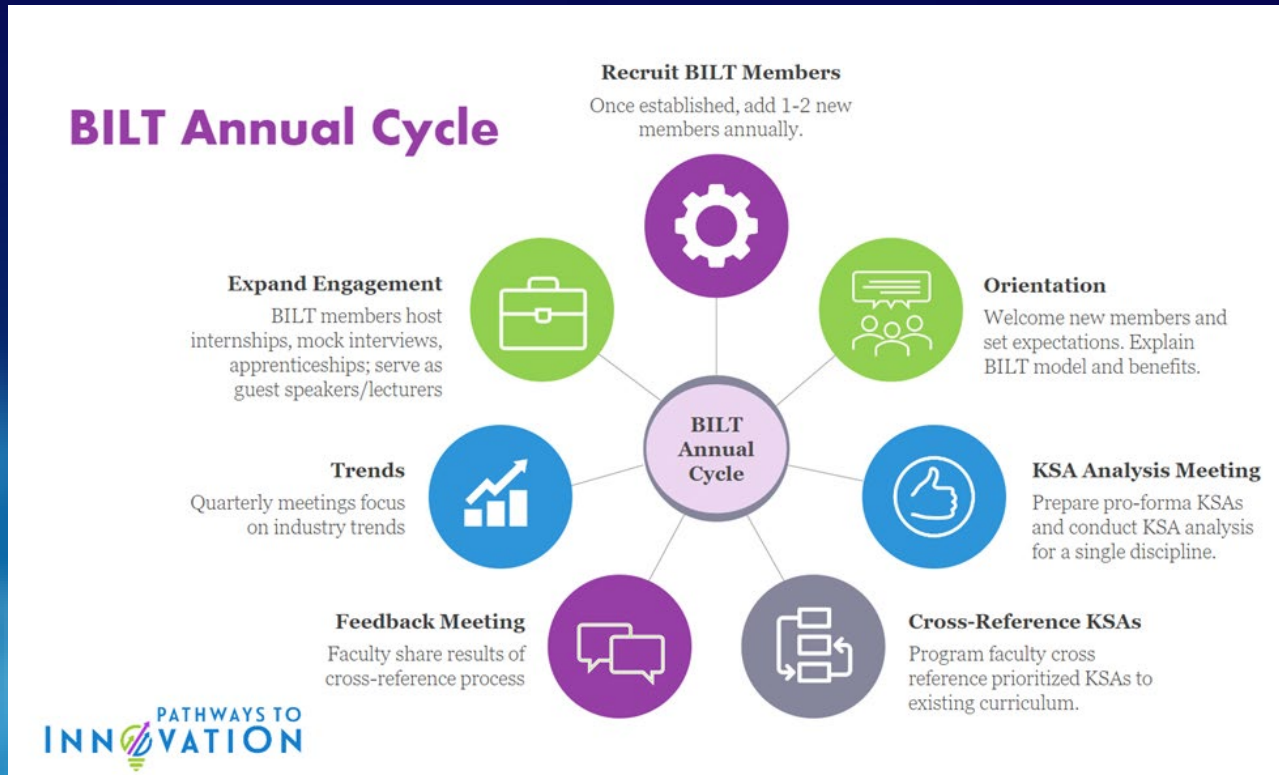 BILT Annual Cycle
Recruit BILT Members
Once established, add 1-2 new
members annually.
Orientation
Welcome new members and
set expectations. Explain
BILT model and benefits.
KSA Analysis Meeting
Prepare pro-forma KSAs
and conduct KSA analysis
for a single discipline.
Cross-Reference KSAs
Program faculty cross
reference prioritized KSAs to
existing curriculum.
Feedback Meeting
Faculty share results of
cross-reference process
Trends
Quarterly meetings focus
on industry trends
Expand Engagement
BILT members host
internships, mock interviews,
apprenticeships; serve as
guest speakers/lecturers
BILT
Annual
Cycle
PATHWAYS TO
INNOVATION